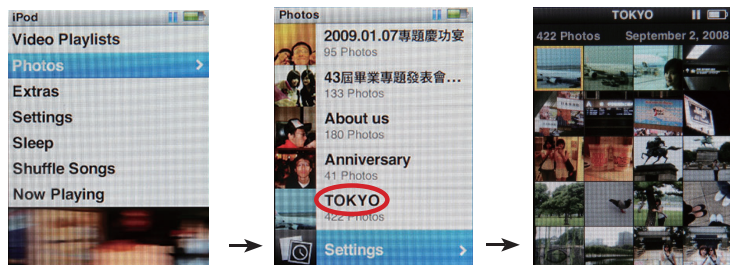 iPod
Video Playlists
Photos
Extras
Settings
Sleep
Shuffle Songs
Now Playing
Photos
2009.01.07專題慶功宴
95 Photos
43屆畢業專題發表會...
133 Photos
About us
180 Photos
Anniversary
41 Photos
TOKYO
422 Photos
Settings
TOKYO
422 Photos
September 2, 2008